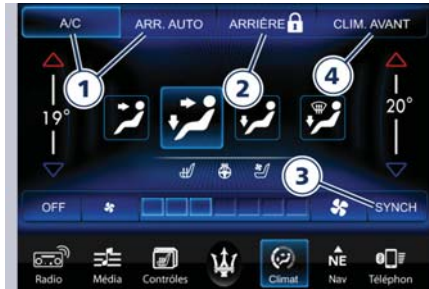 A/C ARR. AUTO ARRIÈRE CLIM. AVANT
1 2 4
19° 20°
3
OFF SYNCH
NE
Radio Média Contrôles Climat Nav Téléphon